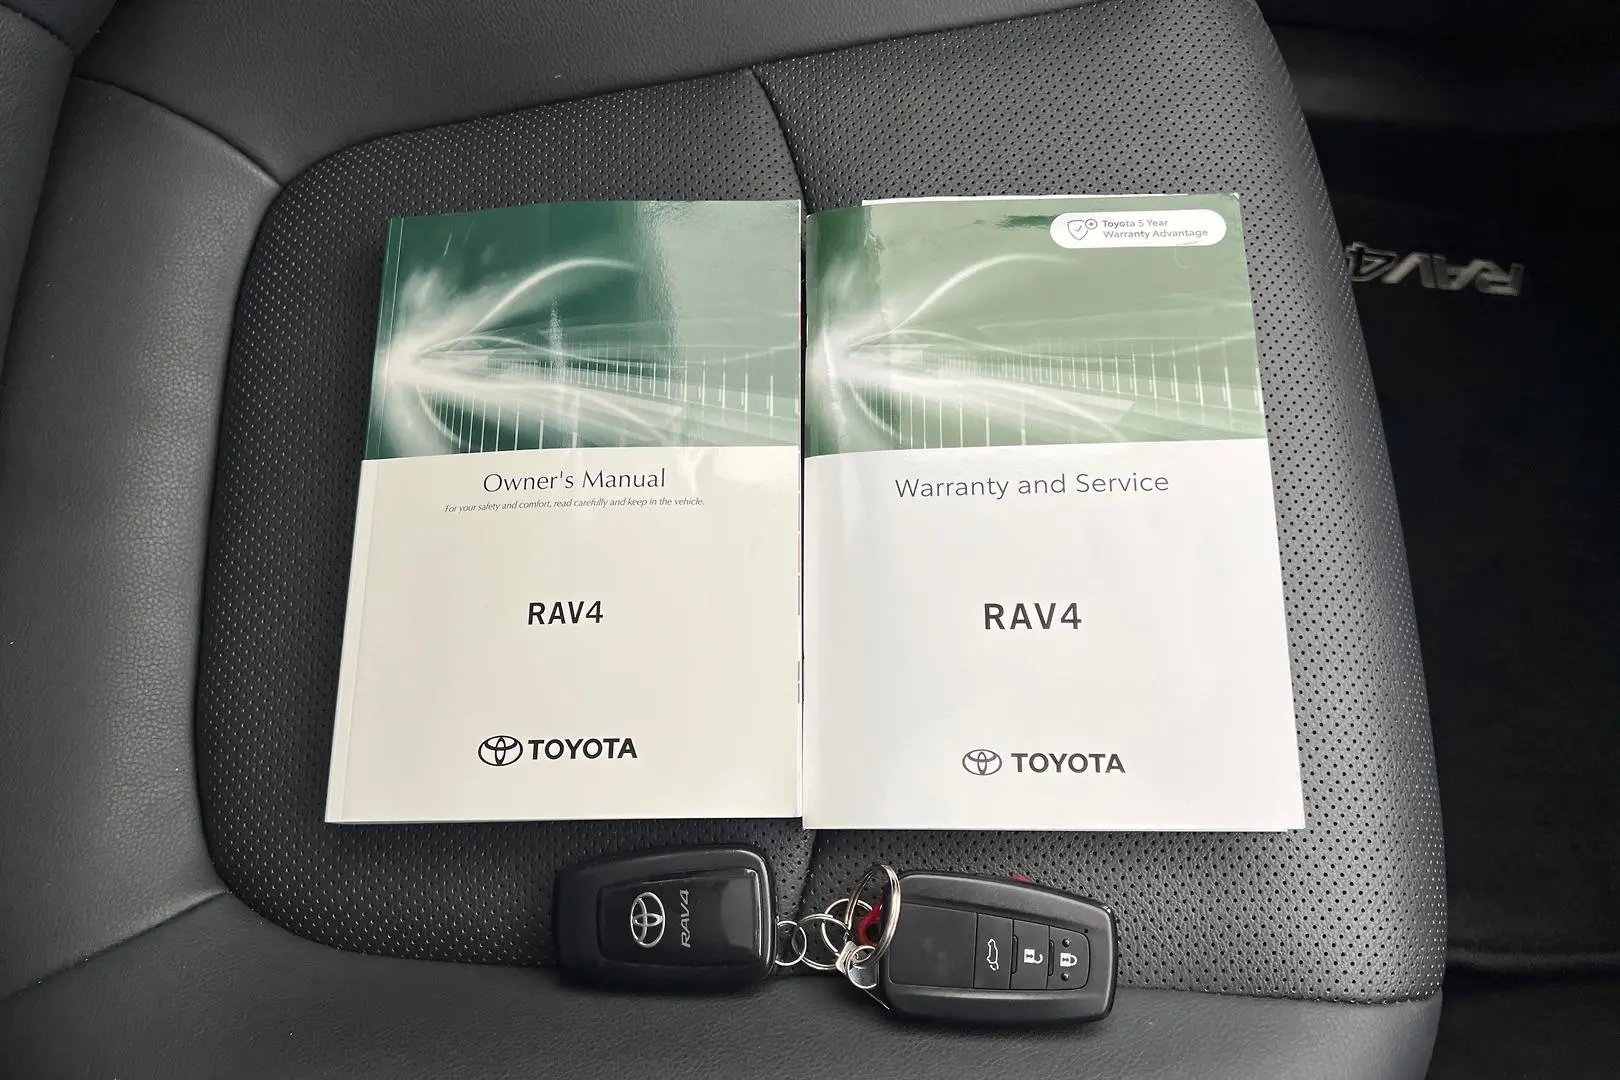 Toyota 5 Year
Warranty Advantage
Owner's Manual
For your safety and comfort, read carefully and keep in the vehicle.
RAV4
TOYOTA
Warranty and Service
RAV4
TOYOTA
RAV4
RAV4